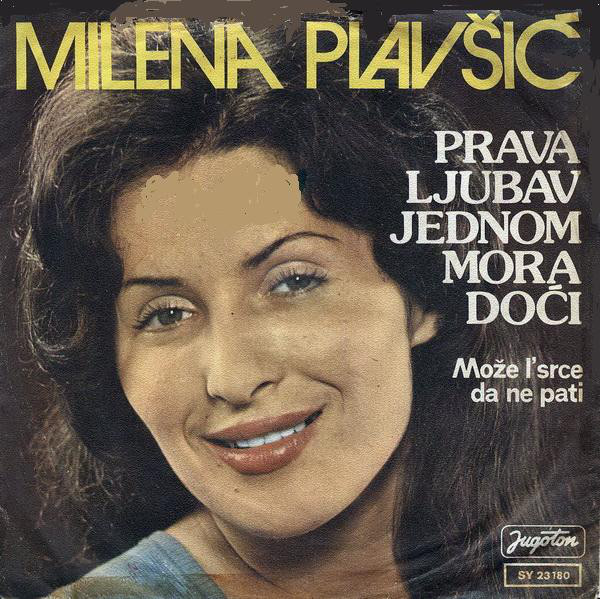 MILENA PLAVŠIĆ
PRAVA
LJUBAV
JEDNOM
MORA
DOĆI
Može l'srce
da ne pati
Jugoton
SY 23180